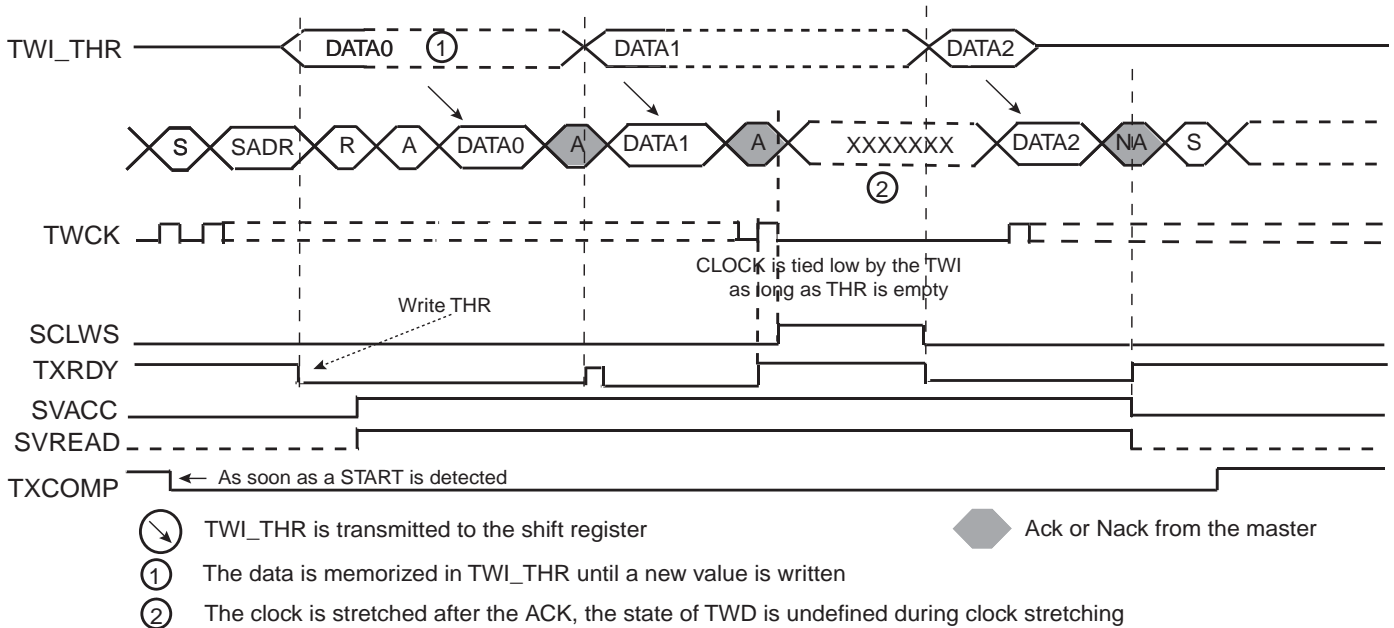 TWI_THR DATA0 1 DATA1 DATA2
S SADR R A DATA0 A DATA1 A XXXXXXX DATA2 NA S
2
TWCK
CLOCK is tied low by the TWI
as long as THR is empty
Write THR
SCLWS
TXRDY
SVACC
SVREAD
TXCOMP As soon as a START is detected
TWI_THR is transmitted to the shift register Ack or Nack from the master
1 The data is memorized in TWI_THR until a new value is written
2 The clock is stretched after the ACK, the state of TWD is undefined during clock stretching